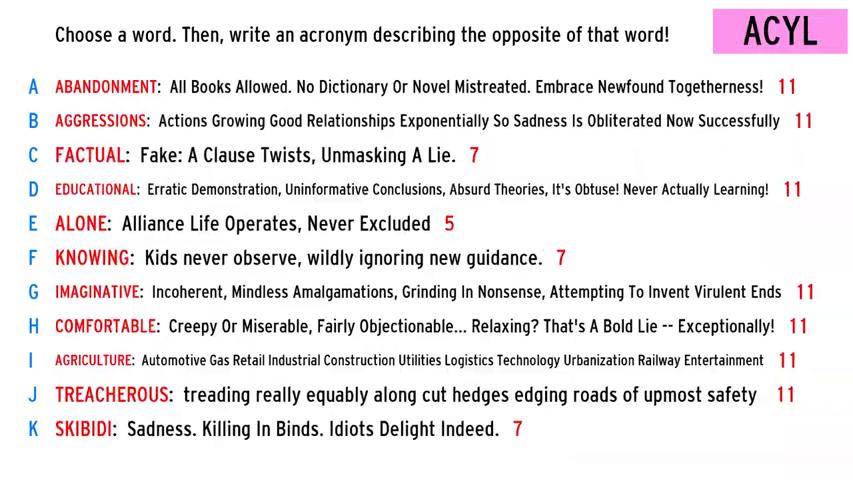 Choose a word. Then, write an acronym describing the opposite of that word!
ACYL
A ABANDONMENT: All Books Allowed. No Dictionary Or Novel Mistreated. Embrace Newfound Togetherness! 11
B AGGRESSIONS: Actions Growing Good Relationships Exponentially So Sadness Is Obliterated Now Successfully 11
C FACTUAL: Fake: A Clause Twists, Unmasking A Lie. 7
D EDUCATIONAL: Erratic Demonstration, Uninformative Conclusions, Absurd Theories, It's Obtuse! Never Actually Learning! 11
E ALONE: Alliance Life Operates, Never Excluded 5
F KNOWING: Kids never observe, wildly ignoring new guidance. 7
G IMAGINATIVE: Incoherent, Mindless Amalgamations, Grinding In Nonsense, Attempting To Invent Virulent Ends 11
H COMFORTABLE: Creepy Or Miserable, Fairly Objectionable... Relaxing? That's A Bold Lie -- Exceptionally! 11
I AGRICULTURE: Automotive Gas Retail Industrial Construction Utilities Logistics Technology Urbanization Railway Entertainment 11
J TREACHEROUS: treading really equably along cut hedges edging roads of upmost safety 11
K SKIBIDI: Sadness. Killing In Binds. Idiots Delight Indeed. 7